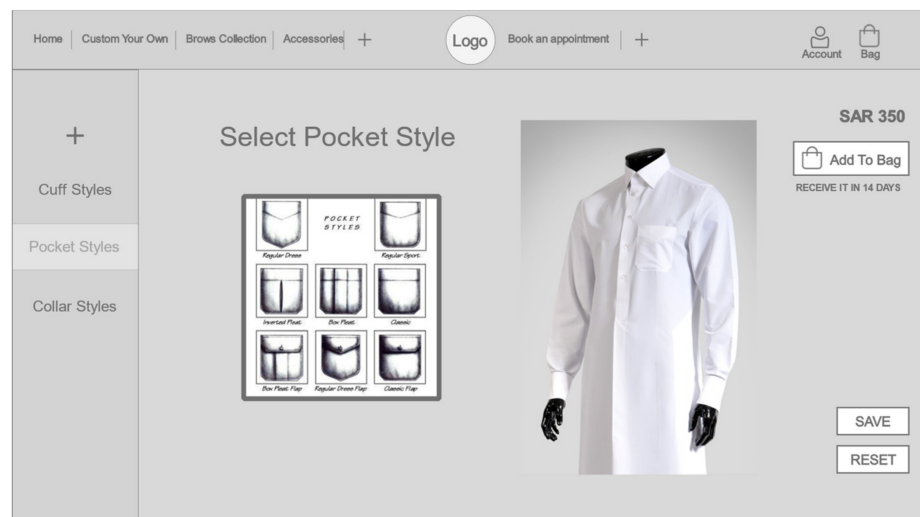 Home
Custom Your Own
Brows Collection
Accessories
+
Logo
Book an appointment
+
Account
Bag
+
Cuff Styles
Pocket Styles
Collar Styles
Select Pocket Style
POCKET
STYLES
Regular Dress
Regular Sport
Inverted Pleat
Box Pleat
Classic
Box Pleat Flap
Regular Dress Flap
Classic Flap
SAR 350
Add To Bag
RECEIVE IT IN 14 DAYS
SAVE
RESET